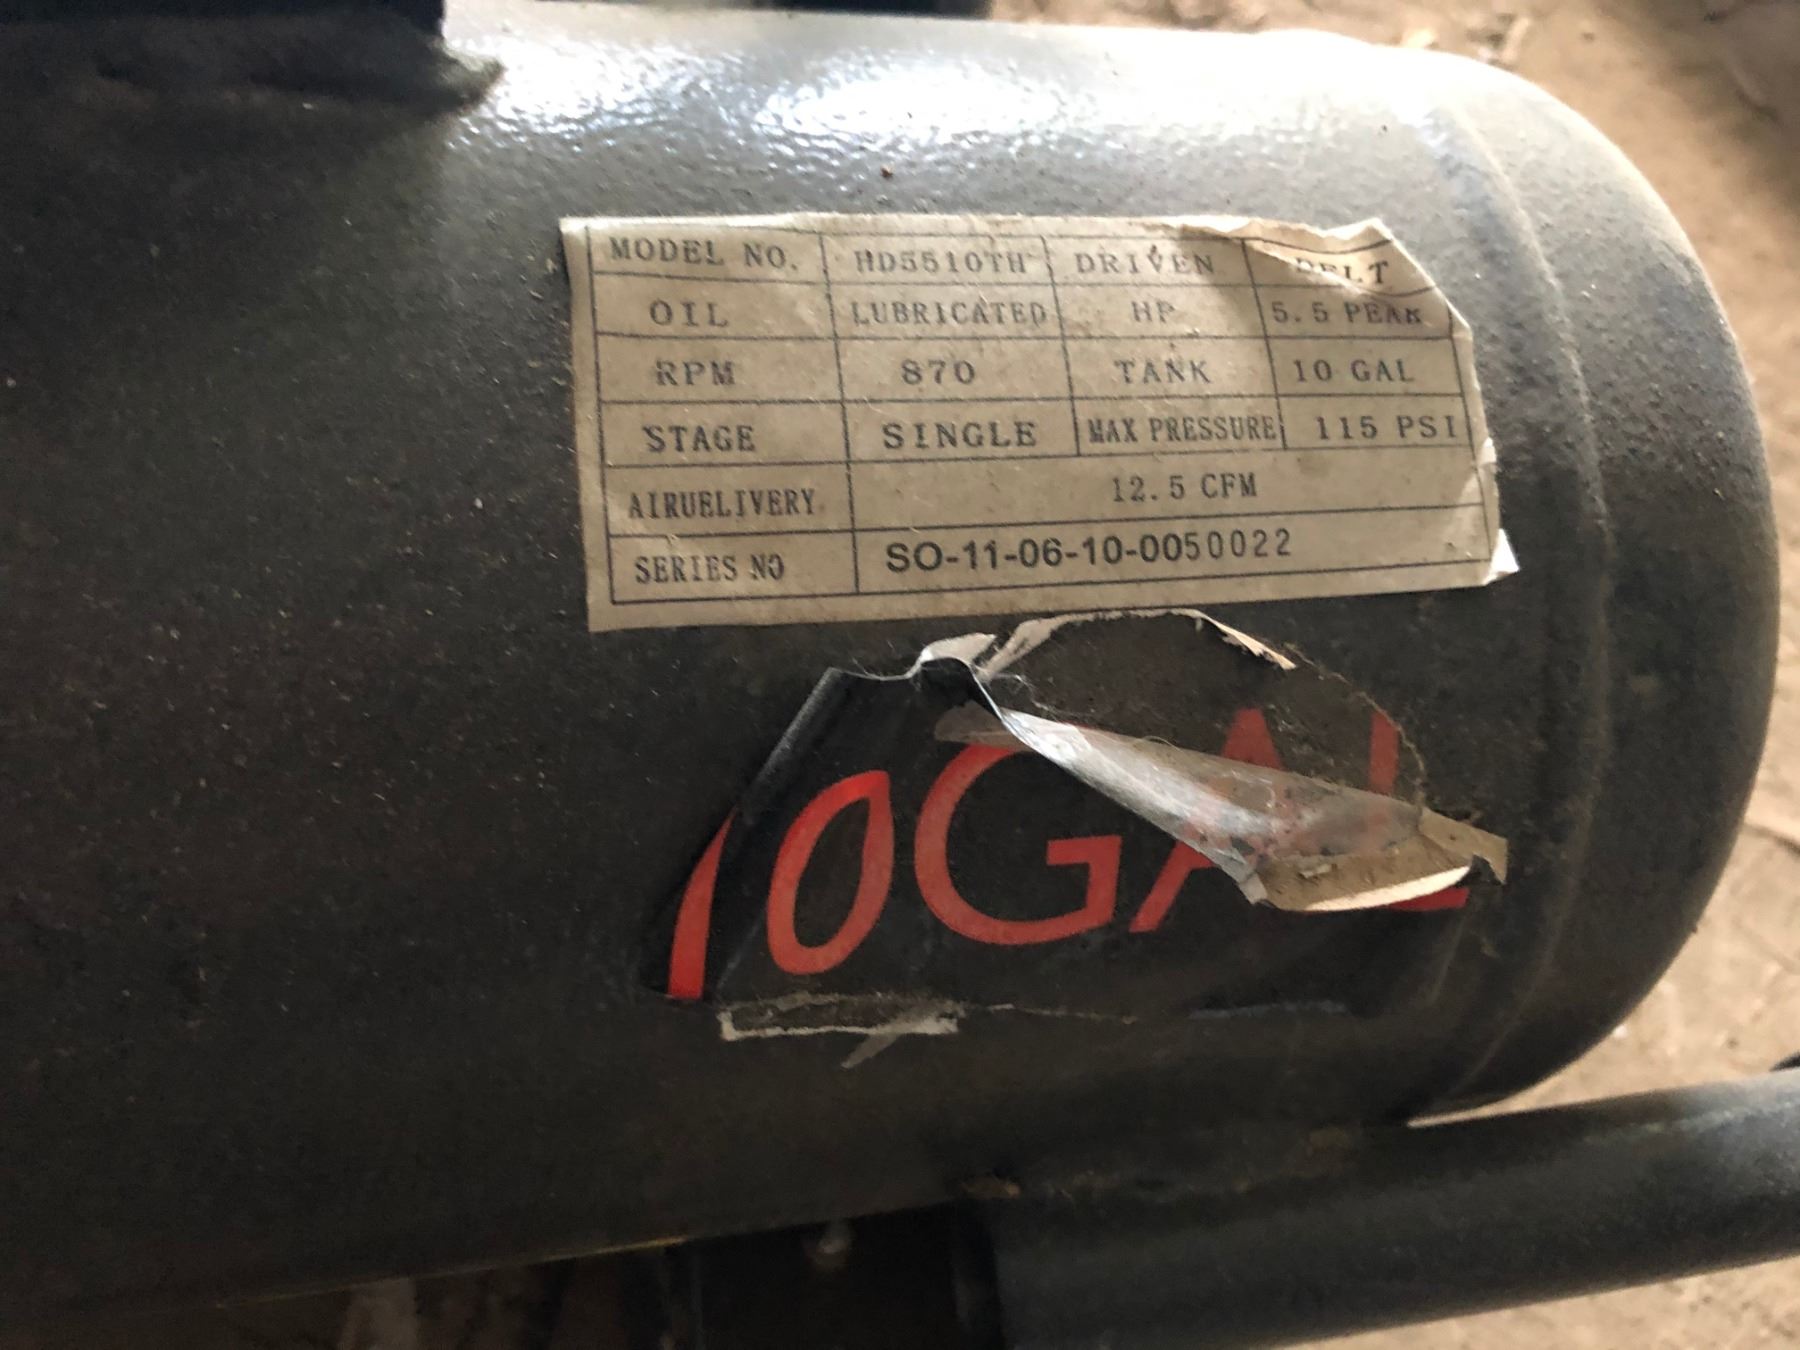 MODEL NO. HD5510TH DRIVEN BELT
OIL LUBRICATED HP 5.5 PEAK
RPM 870 TANK 10 GAL
STAGE SINGLE MAX PRESSURE 115 PSI
AIRUELIVERY 12.5 CFM
SERIES NO SO-11-06-10-0050022
10GAL